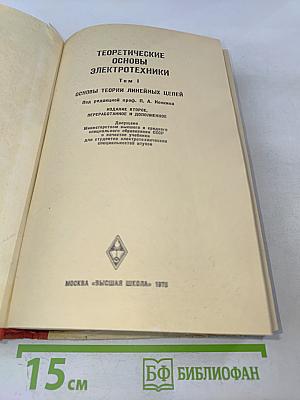 ТЕОРЕТИЧЕСКИЕ
ОСНОВЫ
ЭЛЕКТРОТЕХНИКИ
Том I
ОСНОВЫ ТЕОРИИ ЛИНЕЙНЫХ ЦЕПЕЙ
Под редакцией проф. П. А. Ионкина
ИЗДАНИЕ ВТОРОЕ,
ПЕРЕРАБОТАННОЕ И ДОПОЛНЕННОЕ
Допущено
Министерством высшего и среднего
специального образования СССР
в качестве учебника
для студентов электротехнических
специальностей втузов
МОСКВА «ВЫСШАЯ ШКОЛА» 1976
15 см
БФ БИБЛИОФАН